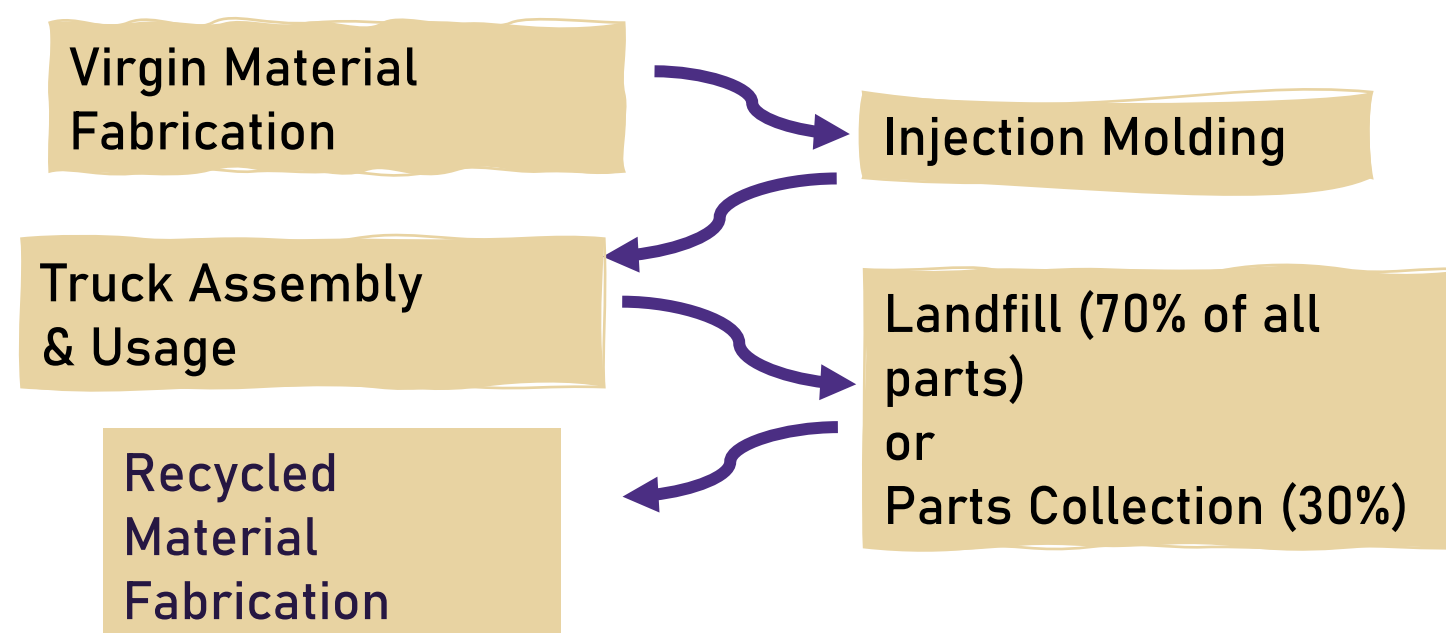 Virgin Material
Fabrication
Injection Molding
Truck Assembly
& Usage
Landfill (70% of all
parts)
or
Parts Collection (30%)
Recycled
Material
Fabrication